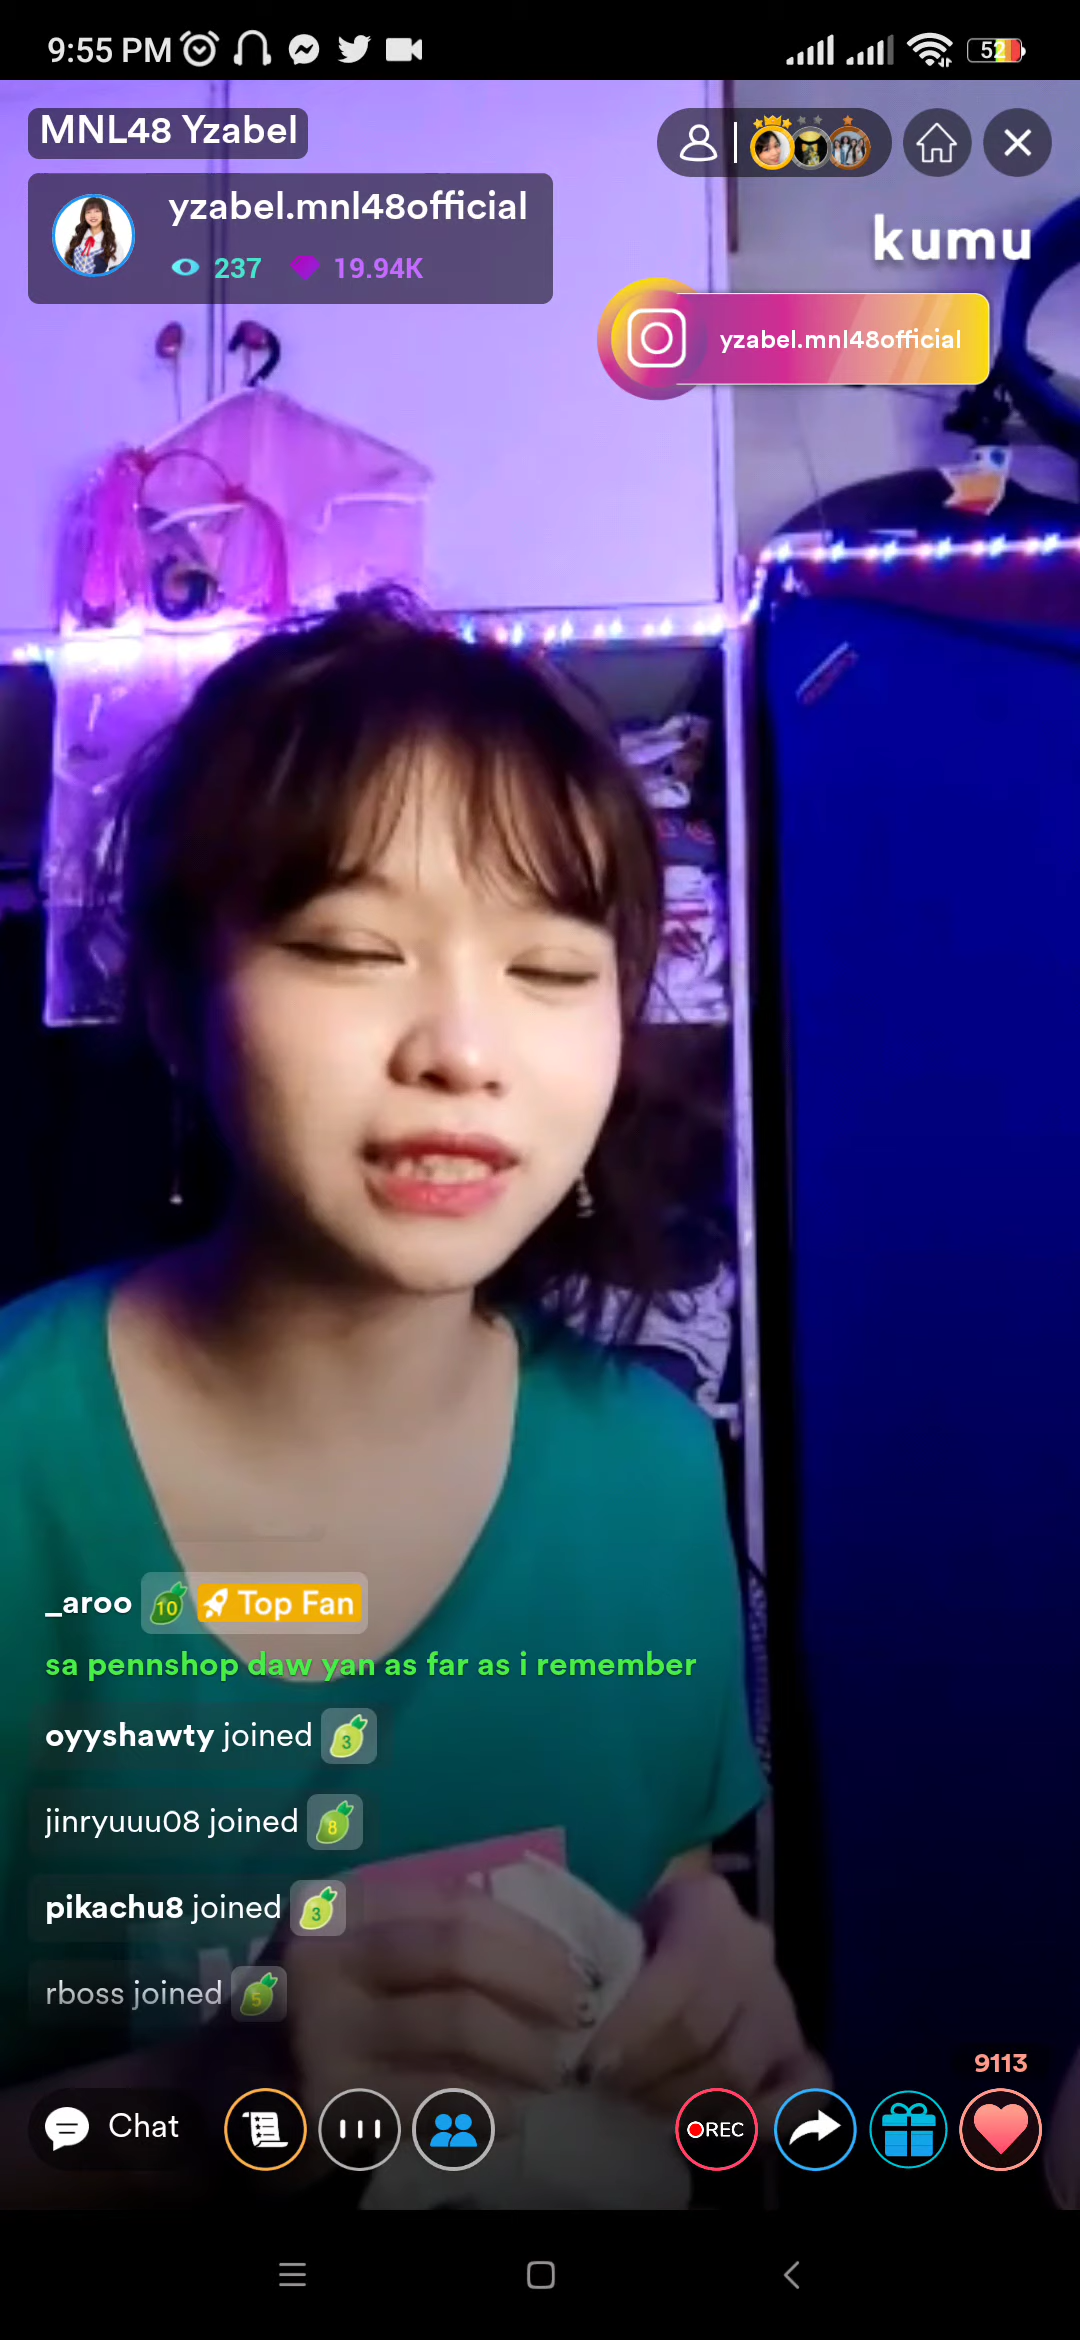 9:55 PM
52
MNL48 Yzabel
yzabel.mnl48official
237 19.94K
kumu
yzabel.mnl48official
_aroo 10 Top Fan
sa pennshop daw yan as far as i remember
oyyshawty joined 3
jinryuuu08 joined 8
pikachu8 joined 3
rboss joined 5
9113
Chat
REC